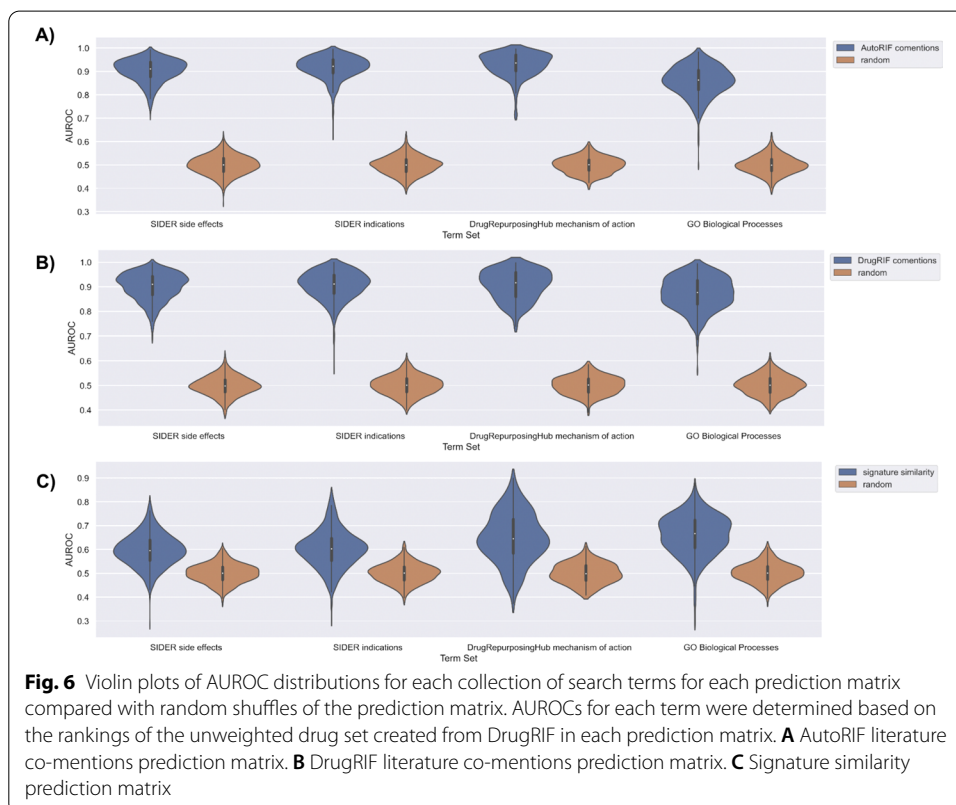 A)
1.0
0.9
0.8
0.7
0.6
0.5
0.4
0.3
AUROC
SIDER side effects
SIDER indications
DrugRepurposingHub mechanism of action
GO Biological Processes
Term Set
AutoRIF comentions
random
B)
1.0
0.9
0.8
0.7
0.6
0.5
0.4
AUROC
SIDER side effects
SIDER indications
DrugRepurposingHub mechanism of action
GO Biological Processes
Term Set
DrugRIF comentions
random
C)
0.9
0.8
0.7
0.6
0.5
0.4
0.3
AUROC
SIDER side effects
SIDER indications
DrugRepurposingHub mechanism of action
GO Biological Processes
Term Set
signature similarity
random
Fig. 6 Violin plots of AUROC distributions for each collection of search terms for each prediction matrix
compared with random shuffles of the prediction matrix. AUROCs for each term were determined based on
the rankings of the unweighted drug set created from DrugRIF in each prediction matrix. A AutoRIF literature
co-mentions prediction matrix. B DrugRIF literature co-mentions prediction matrix. C Signature similarity
prediction matrix